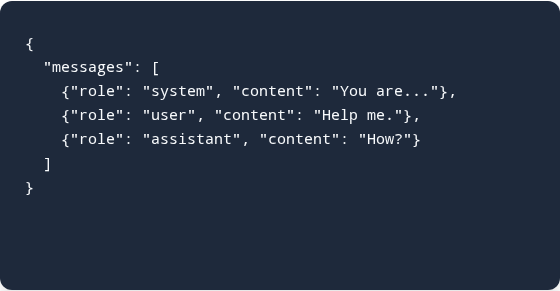 {
  "messages": [
    {"role": "system", "content": "You are..."},
    {"role": "user", "content": "Help me."},
    {"role": "assistant", "content": "How?"}
  ]
}